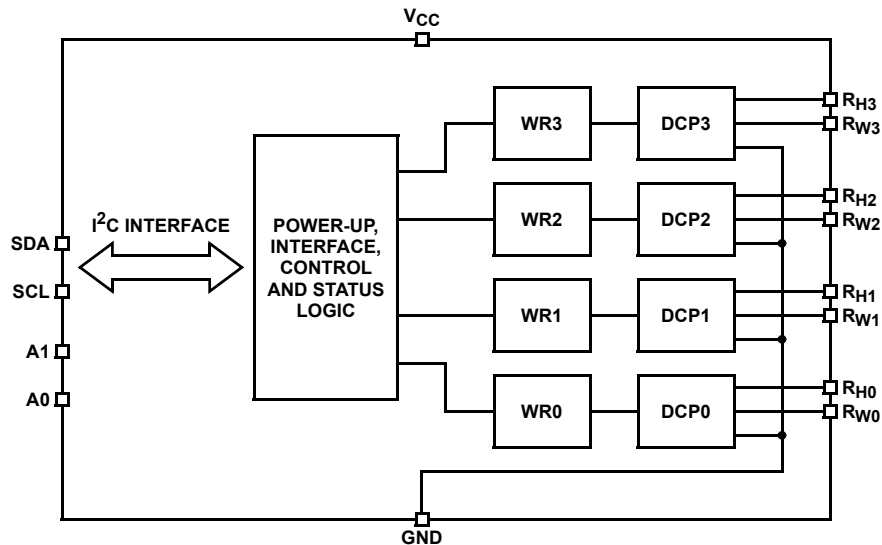 VCC
WR3
DCP3
RH3
RW3
WR2
DCP2
RH2
RW2
I2C INTERFACE
SDA
SCL
A1
A0
POWER-UP,
INTERFACE,
CONTROL
AND STATUS
LOGIC
WR1
DCP1
RH1
RW1
WR0
DCP0
RH0
RW0
GND